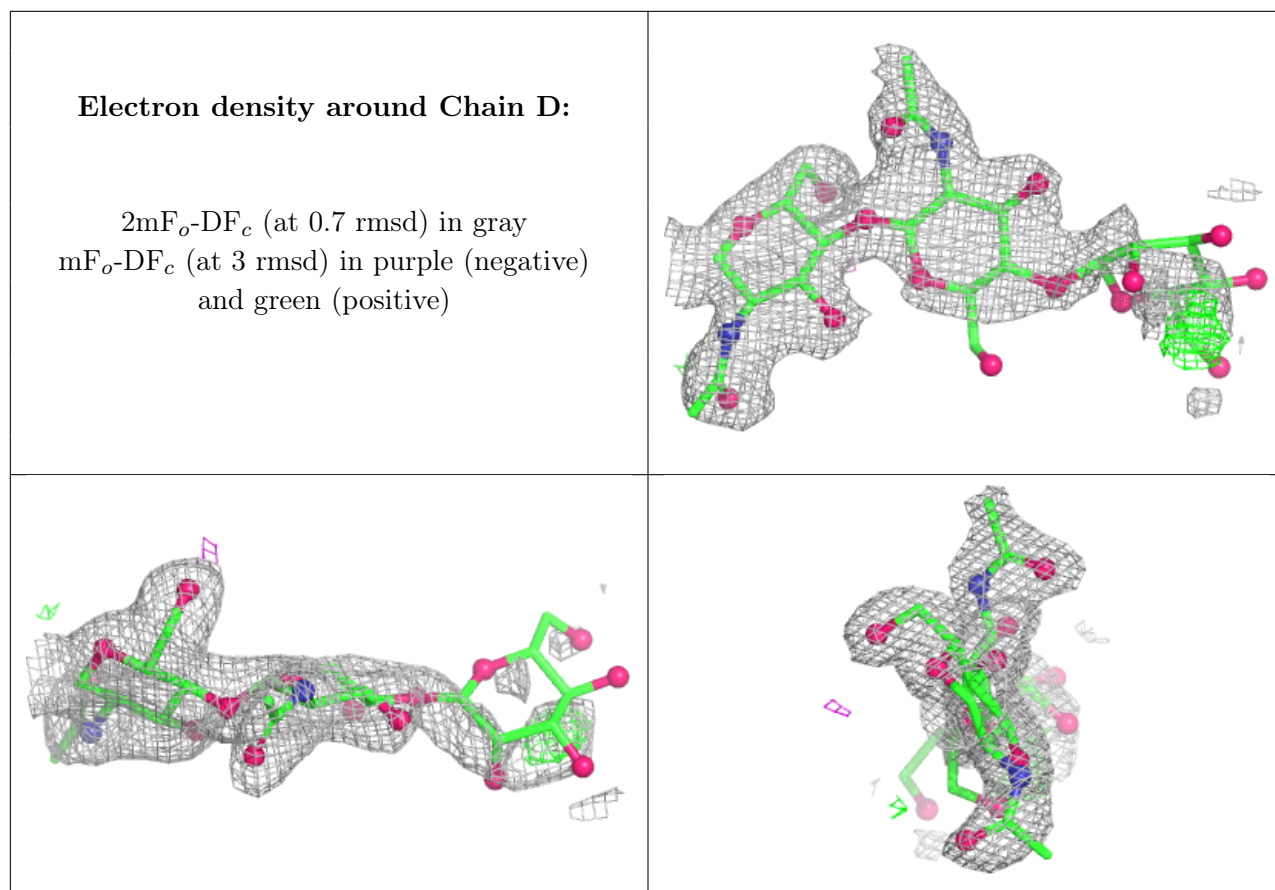 Electron density around Chain D:
2mFo-DFc (at 0.7 rmsd) in gray
mFo-DFc (at 3 rmsd) in purple (negative)
and green (positive)